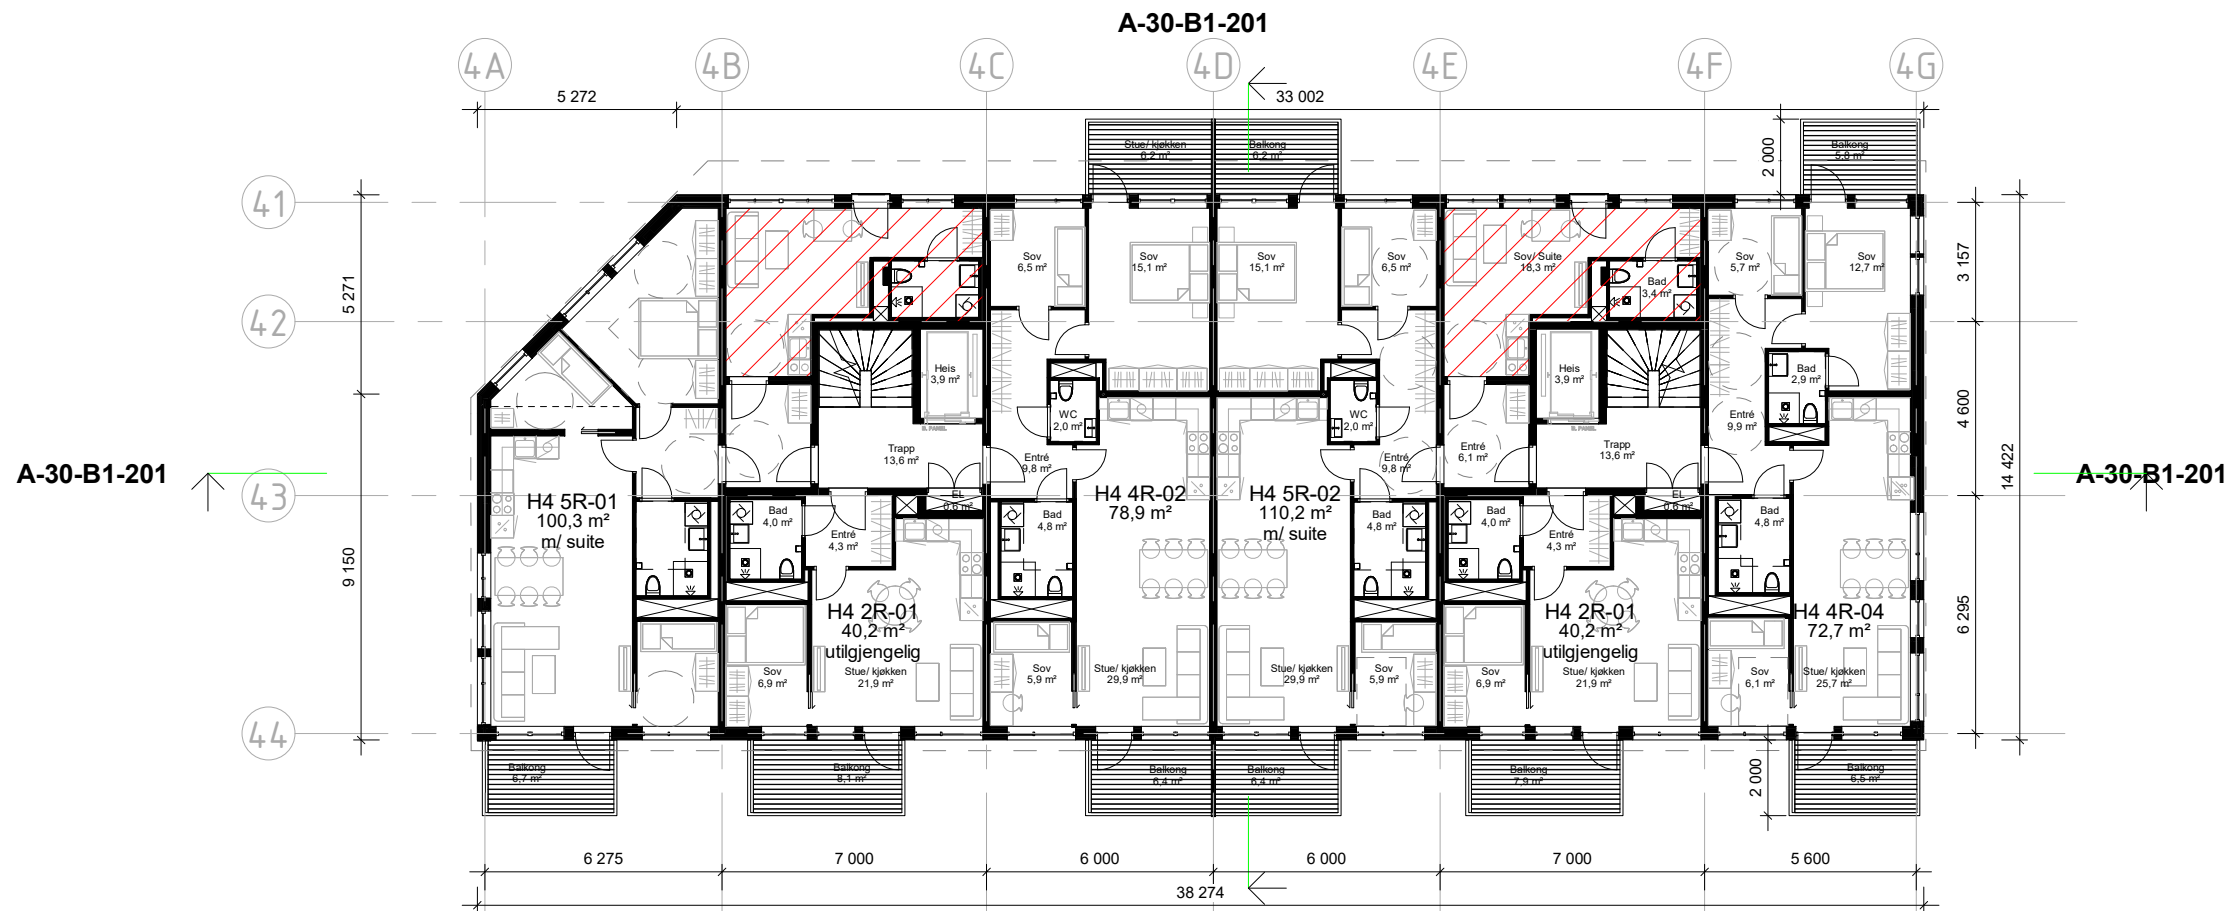 A-30-B1-201
4A
4B
4C
4D
4E
4F
4G
5 272
33 002
2 000
Stue/ kjøkken
6,2 m²
Balkong
6,2 m²
Balkong
5,8 m²
41
42
43
44
5 271
9 150
3 157
4 600
6 295
14 422
Sov
6,5 m²
Sov
15,1 m²
Sov
15,1 m²
Sov
6,5 m²
Sov/ Suite
18,3 m²
Bad
3,4 m²
Sov
5,7 m²
Sov
12,7 m²
Heis
3,9 m²
Heis
3,9 m²
Bad
2,9 m²
WC
2,0 m²
WC
2,0 m²
Entré
9,9 m²
Trapp
13,6 m²
Entré
9,8 m²
Entré
9,8 m²
Entré
6,1 m²
Trapp
13,6 m²
A-30-B1-201
A-30-B1-201
EL
0,6 m²
EL
0,6 m²
H4 5R-01
100,3 m²
m/ suite
Bad
4,0 m²
Entré
4,3 m²
Bad
4,8 m²
H4 4R-02
78,9 m²
H4 5R-02
110,2 m²
m/ suite
Bad
4,8 m²
Bad
4,0 m²
Entré
4,3 m²
Bad
4,8 m²
H4 2R-01
40,2 m²
utilgjengelig
H4 2R-01
40,2 m²
utilgjengelig
H4 4R-04
72,7 m²
Sov
6,9 m²
Stue/ kjøkken
21,9 m²
Sov
5,9 m²
Stue/ kjøkken
29,9 m²
Stue/ kjøkken
29,9 m²
Sov
5,9 m²
Sov
6,9 m²
Stue/ kjøkken
21,9 m²
Sov
6,1 m²
Stue/ kjøkken
25,7 m²
Balkong
6,7 m²
Balkong
8,1 m²
Balkong
6,4 m²
Balkong
6,4 m²
Balkong
7,9 m²
Balkong
6,5 m²
2 000
6 275
7 000
6 000
6 000
7 000
5 600
38 274